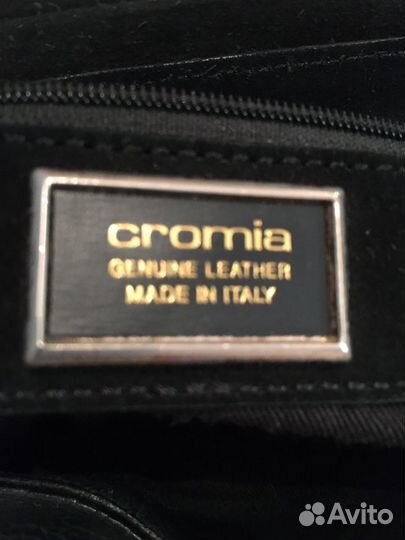 cromia
GENUINE LEATHER
MADE IN ITALY
Avito